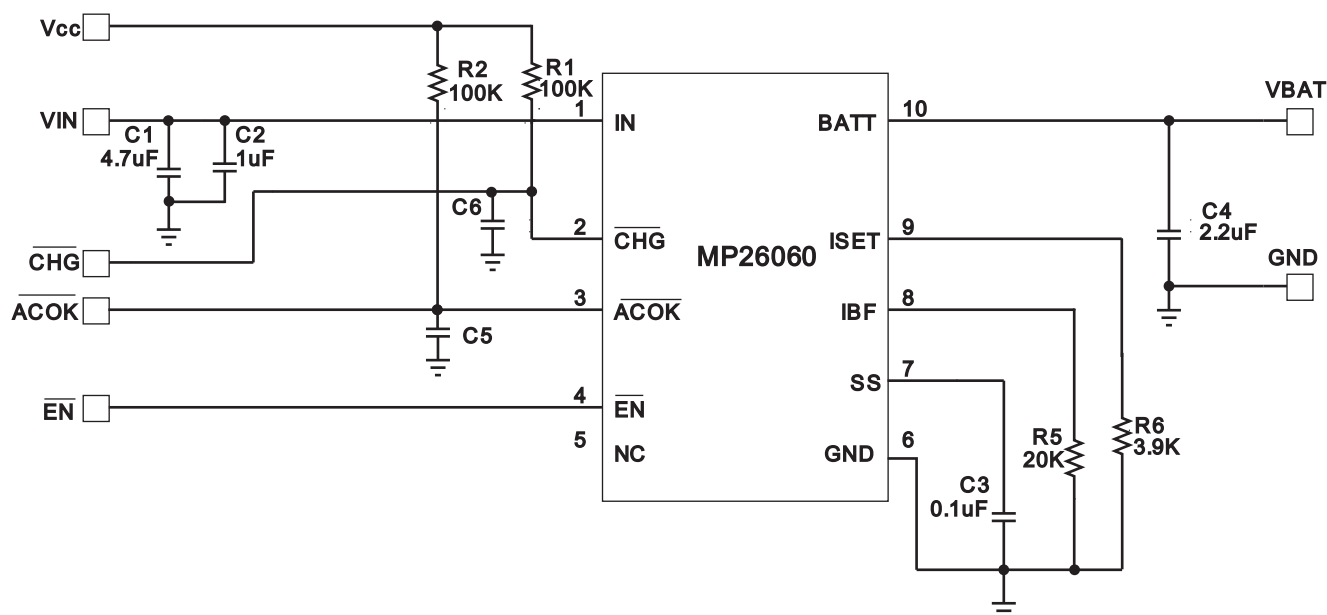 Vcc
R2
100K
R1
100K
VIN
C1
4.7uF
C2
1uF
1
IN
BATT
10
VBAT
C6
2
CHG
MP26060
ISET
9
C4
2.2uF
CHG
GND
ACOK
3
ACOK
IBF
8
C5
SS
7
EN
4
EN
5
NC
GND
6
R5
20K
R6
3.9K
C3
0.1uF